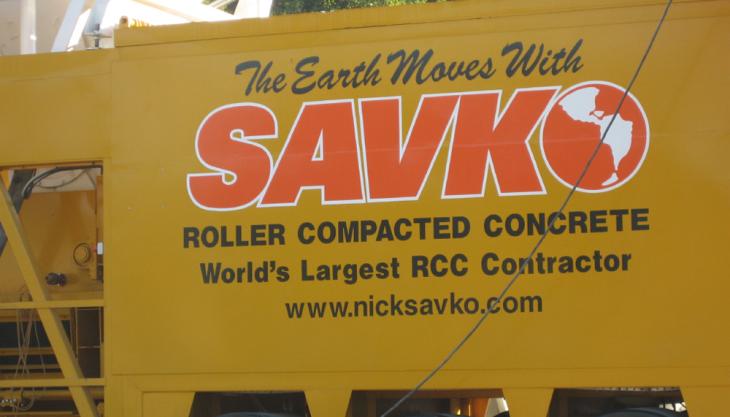 The Earth Moves With
SAVKO
ROLLER COMPACTED CONCRETE
World's Largest RCC Contractor
www.nicksavko.com